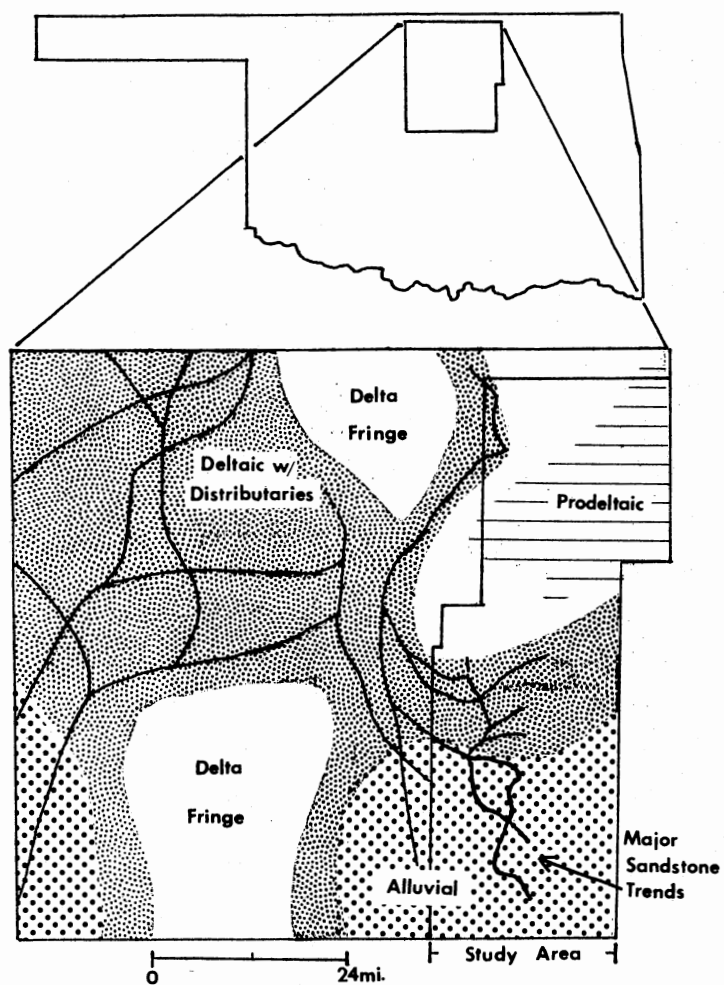 Delta
Fringe
Deltaic w/
Distributaries
Prodeltaic
Delta
Fringe
Major
Sandstone
Trends
Alluvial
Study Area
0
24mi.